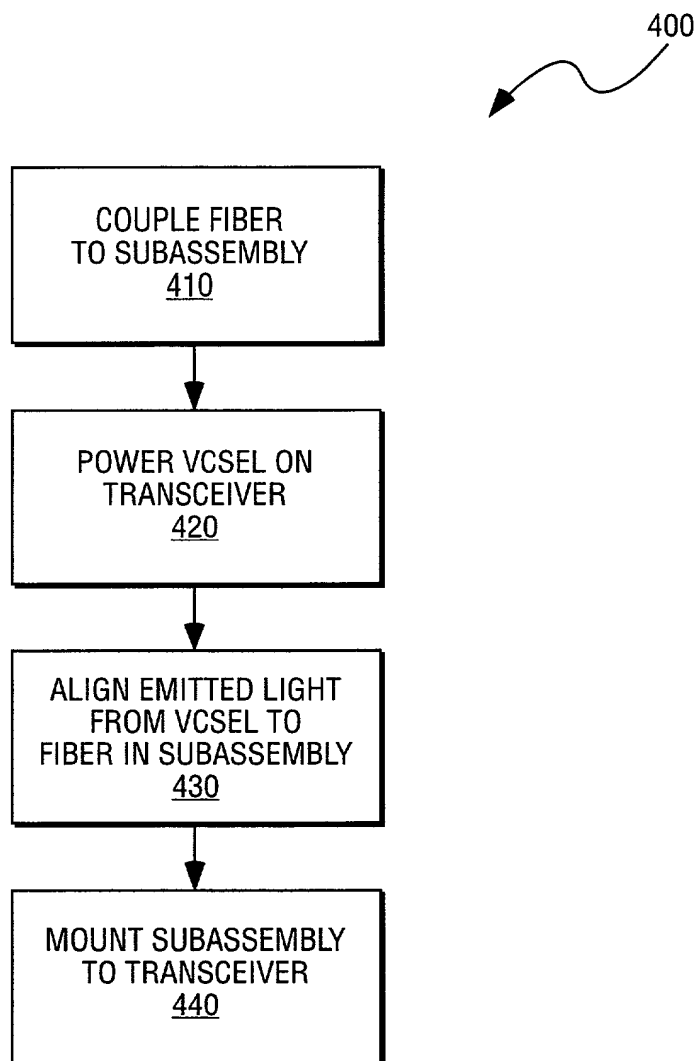 400
COUPLE FIBER
TO SUBASSEMBLY
410
POWER VCSEL ON
TRANSCEIVER
420
ALIGN EMITTED LIGHT
FROM VCSEL TO
FIBER IN SUBASSEMBLY
430
MOUNT SUBASSEMBLY
TO TRANSCEIVER
440